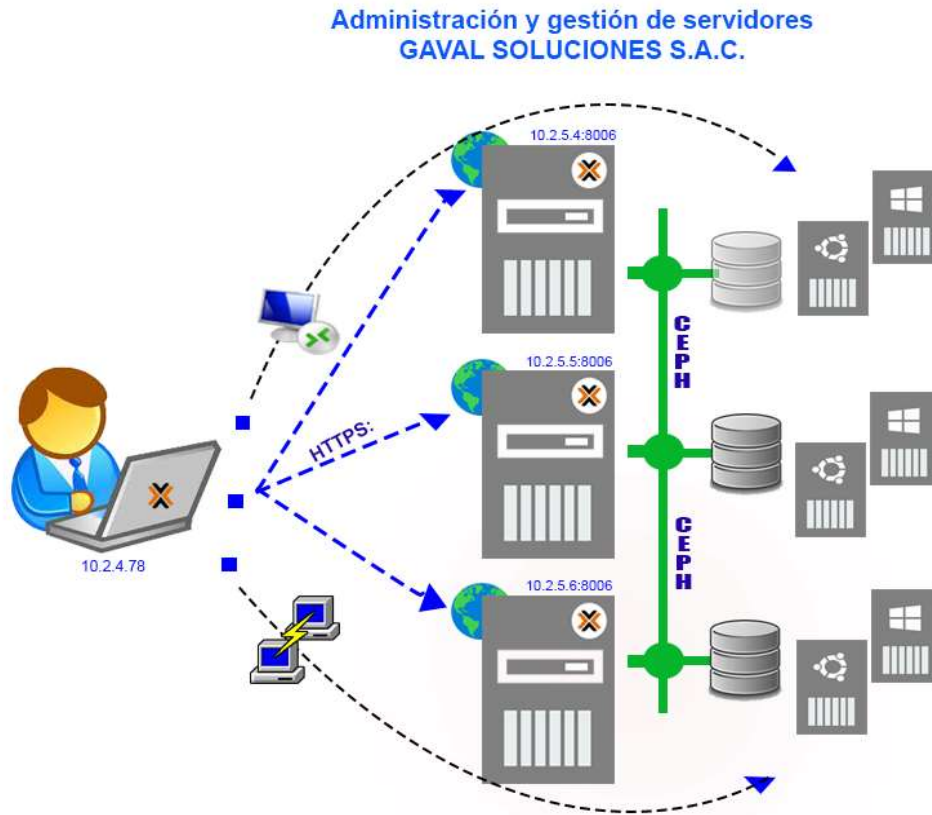 Administración y gestión de servidores
GAVAL SOLUCIONES S.A.C.
10.2.5.4:8006
CEPH
10.2.5.5:8006
HTTPS:
10.2.4.78
CEPH
10.2.5.6:8006